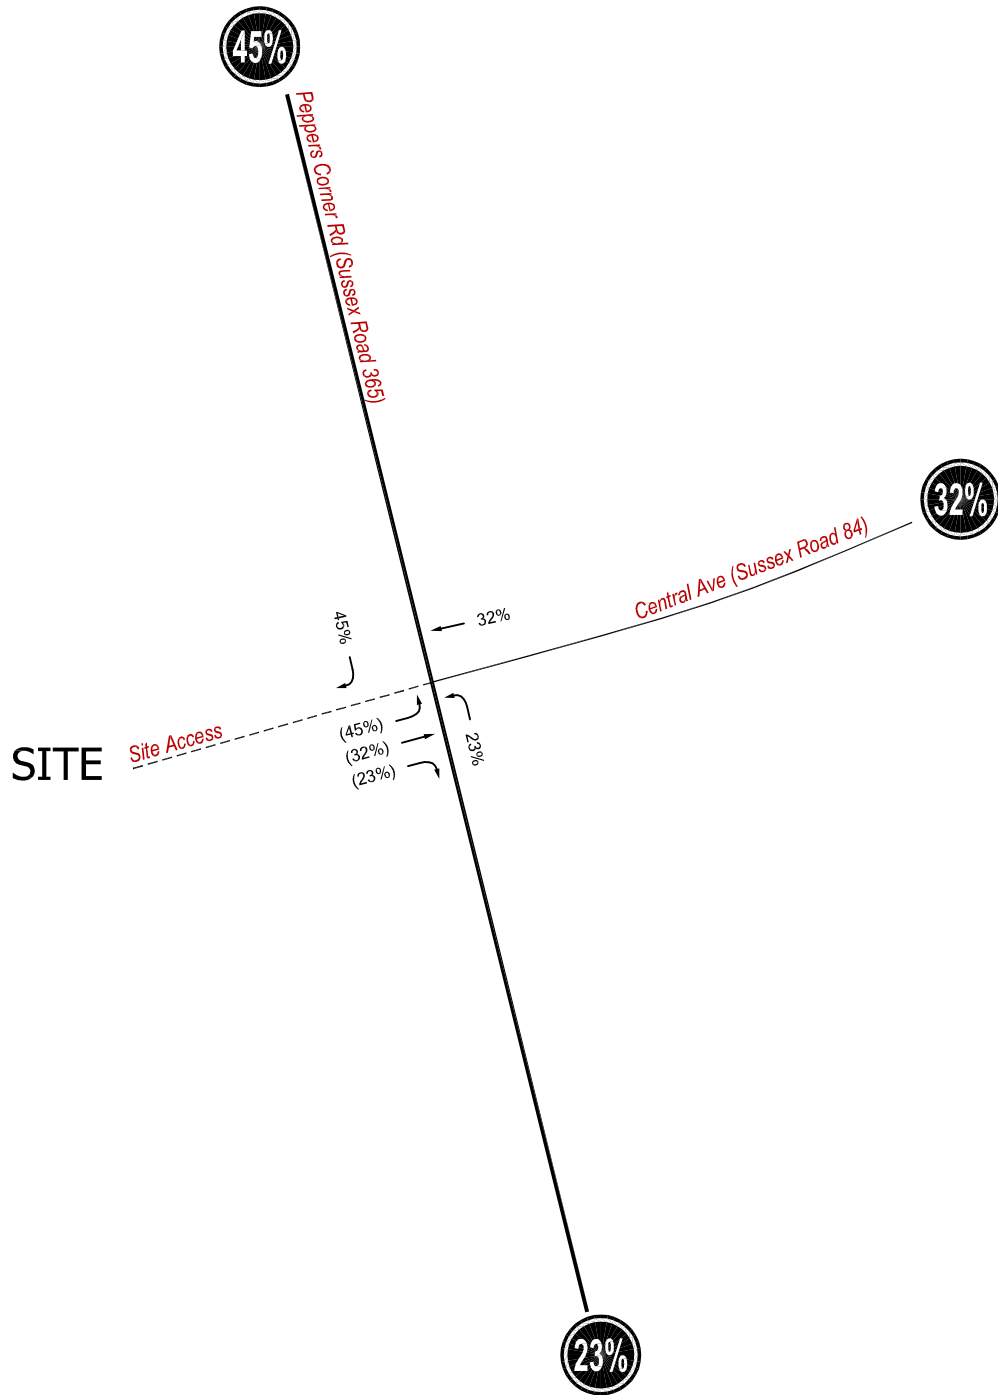 45%
Peppers Corner Rd (Sussex Road 365)
32%
Central Ave (Sussex Road 84)
45%
32%
Site Access
SITE
(45%)
(32%)
(23%)
23%
23%